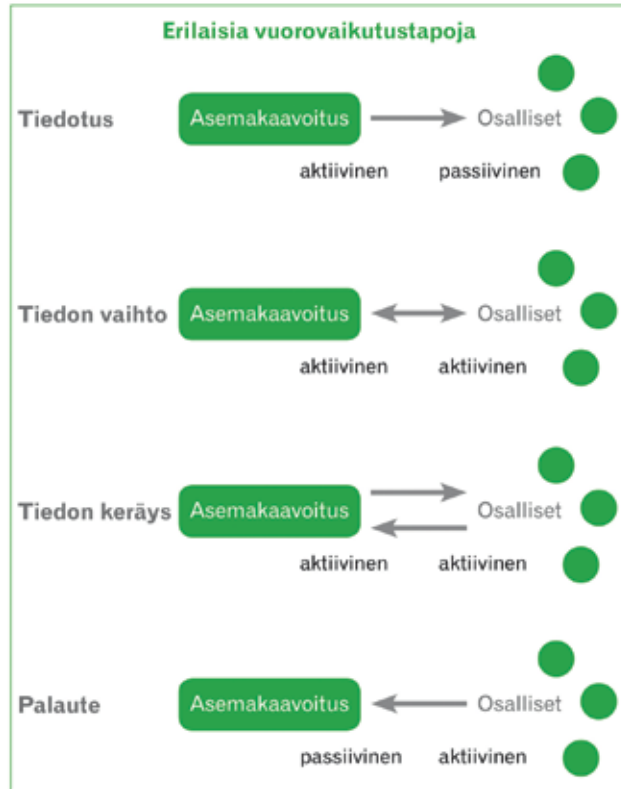 Erilaisia vuorovaikutustapoja
Tiedotus Asemakaavoitus Osalliset
aktiivinen passiivinen
Tiedon vaihto Asemakaavoitus Osalliset
aktiivinen aktiivinen
Tiedon keräys Asemakaavoitus Osalliset
aktiivinen aktiivinen
Palaute Asemakaavoitus Osalliset
passiivinen aktiivinen